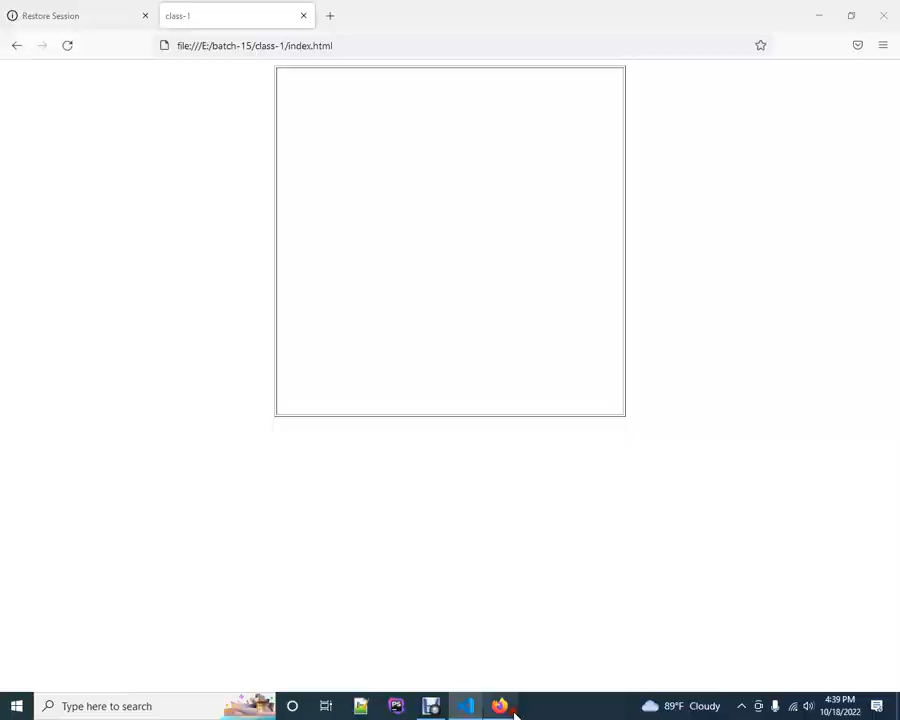 Restore Session
class-1
file:///E:/batch-15/class-1/index.html
Type here to search
89°F Cloudy
4:39 PM
10/18/2022